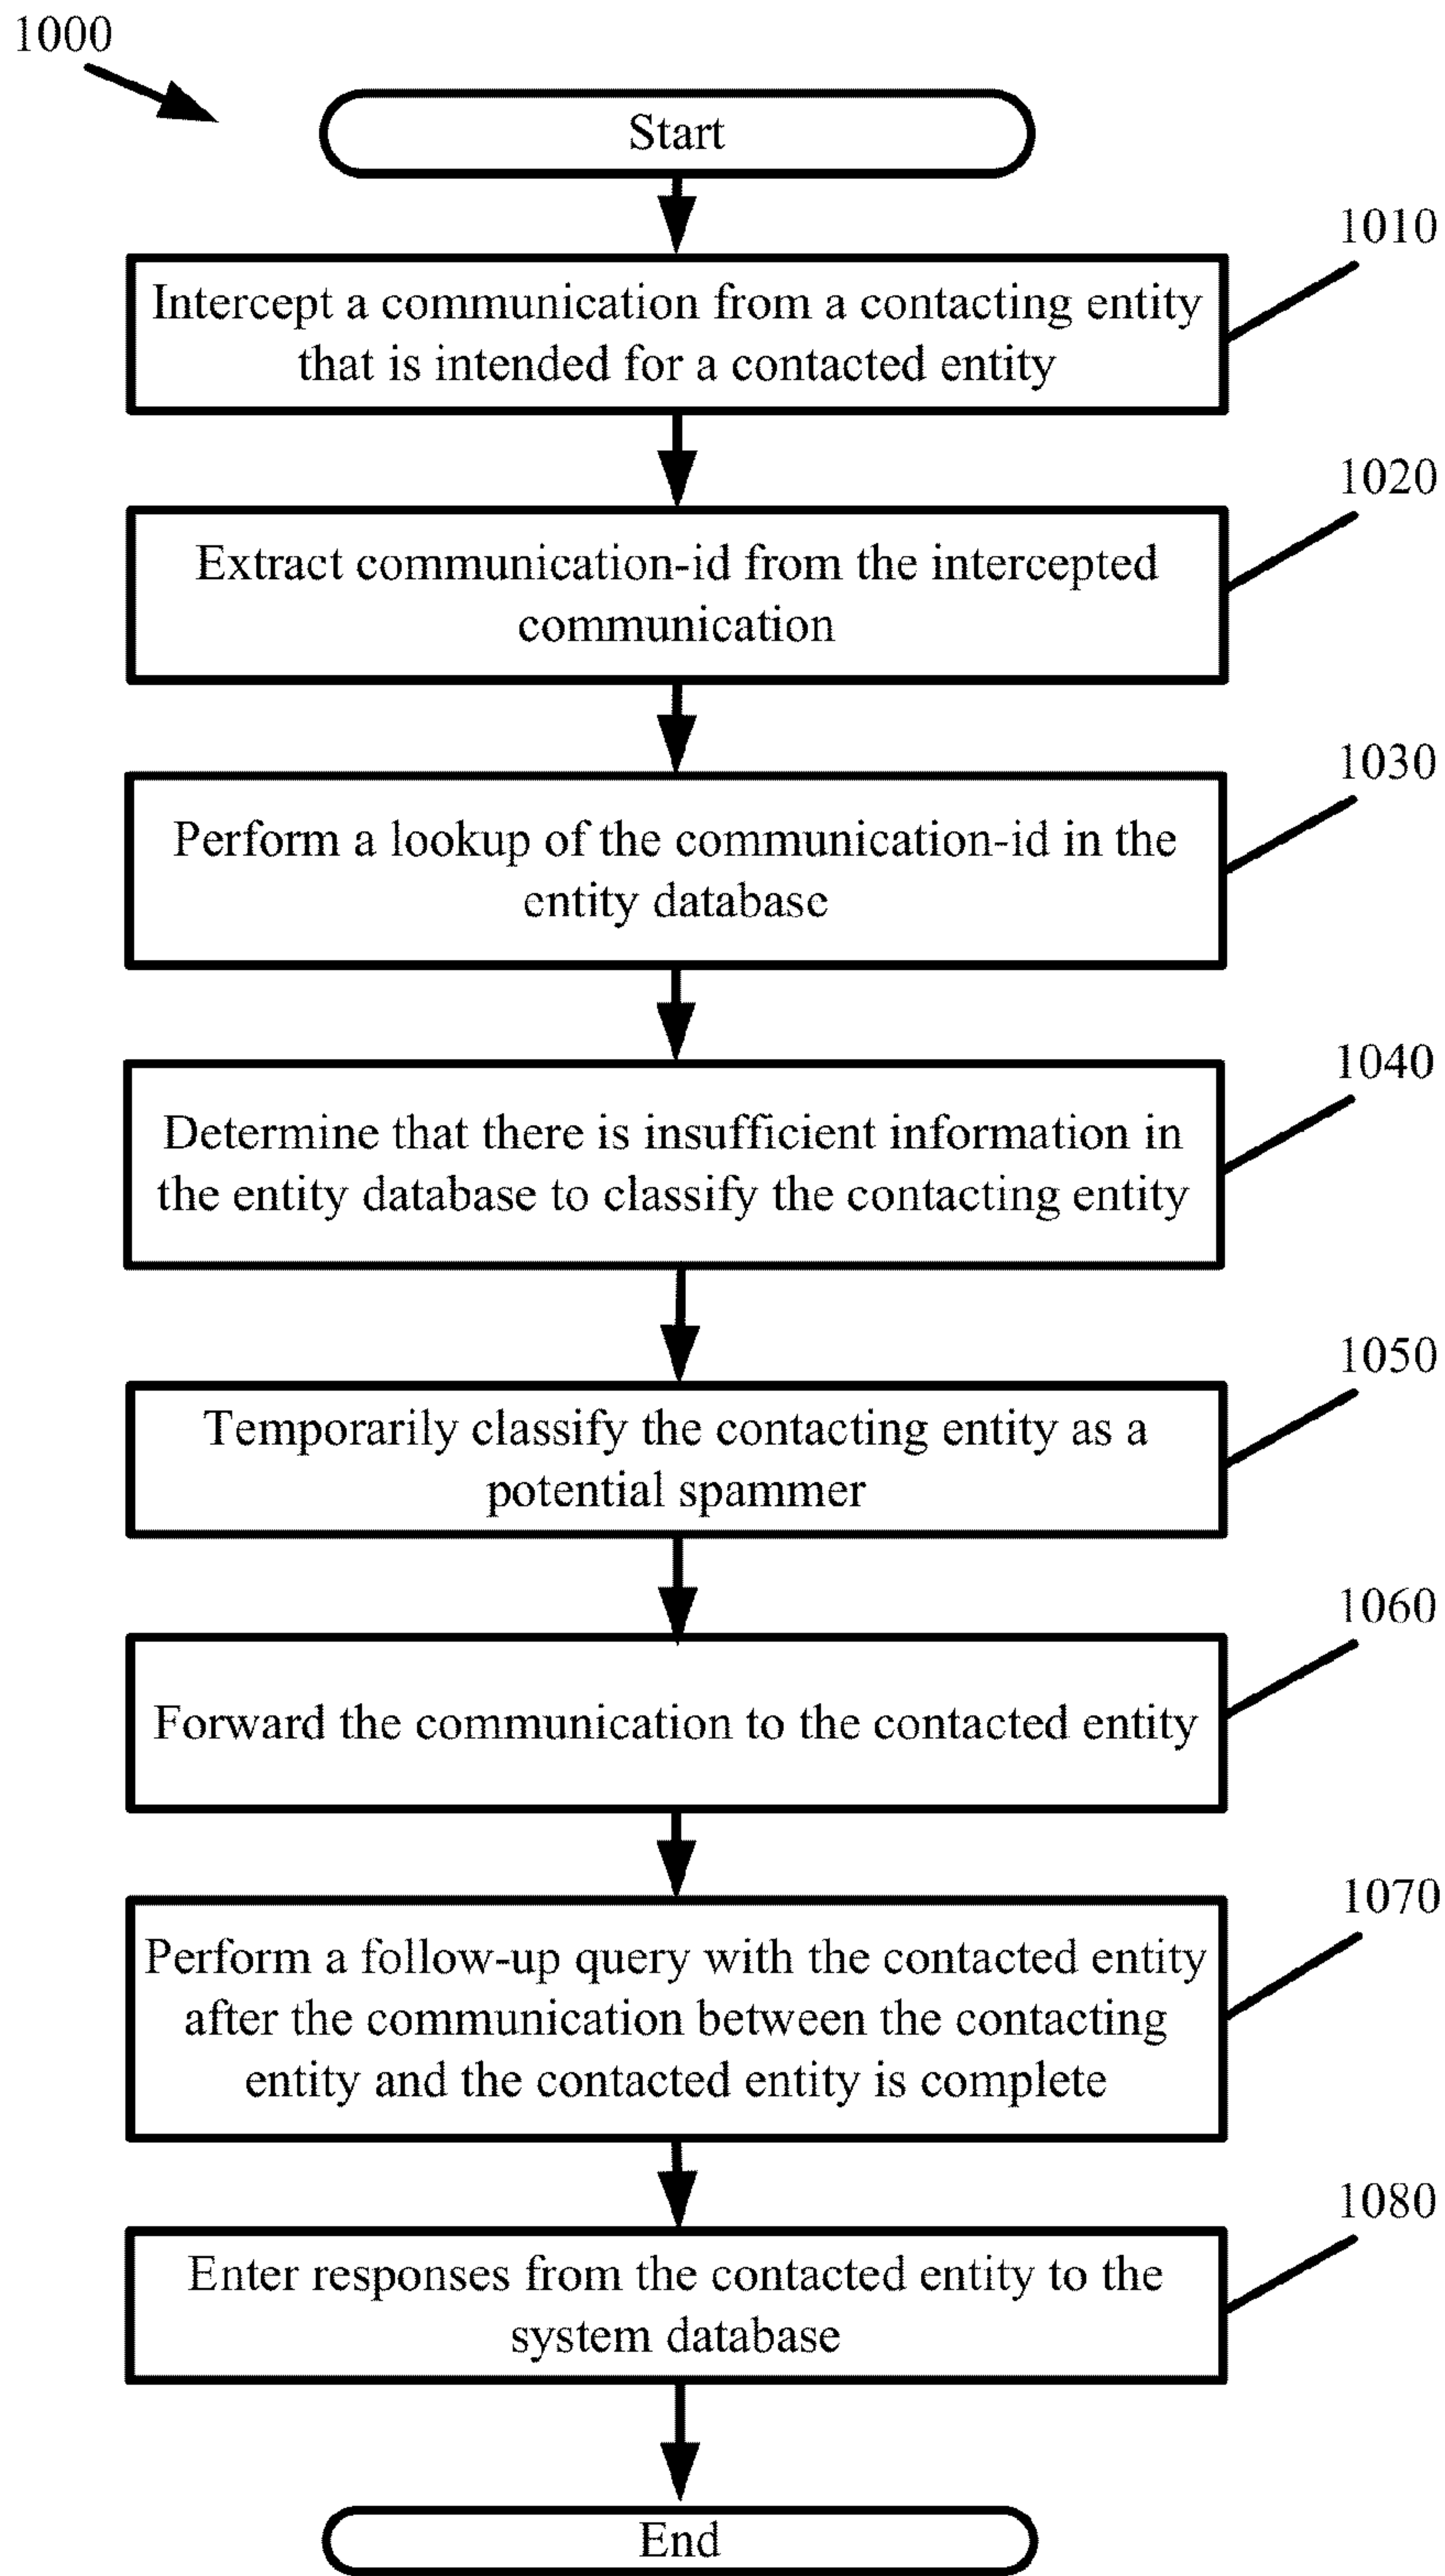 1000
Start
1010
Intercept a communication from a contacting entity
that is intended for a contacted entity
1020
Extract communication-id from the intercepted
communication
1030
Perform a lookup of the communication-id in the
entity database
1040
Determine that there is insufficient information in
the entity database to classify the contacting entity
1050
Temporarily classify the contacting entity as a
potential spammer
1060
Forward the communication to the contacted entity
1070
Perform a follow-up query with the contacted entity
after the communication between the contacting
entity and the contacted entity is complete
1080
Enter responses from the contacted entity to the
system database
End